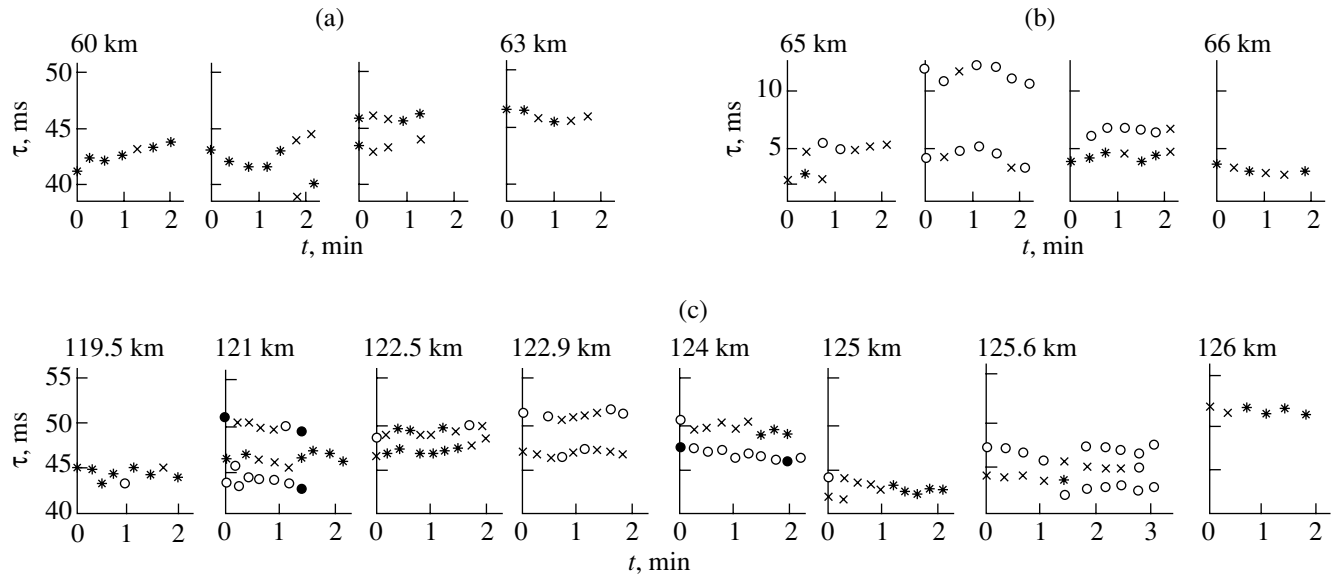 (a)
(b)
60 km
63 km
65 km
66 km
50
45
40
τ, ms
0 1 2
0 1 2
0 1 2
0 1 2
t, min
10
5
τ, ms
0 1 2
0 1 2
0 1 2
0 1 2
t, min
(c)
119.5 km
121 km
122.5 km
122.9 km
124 km
125 km
125.6 km
126 km
55
50
45
40
τ, ms
0 1 2
0 1 2
0 1 2
0 1 2
0 1 2
0 1 2
0 1 2 3
0 1 2
t, min